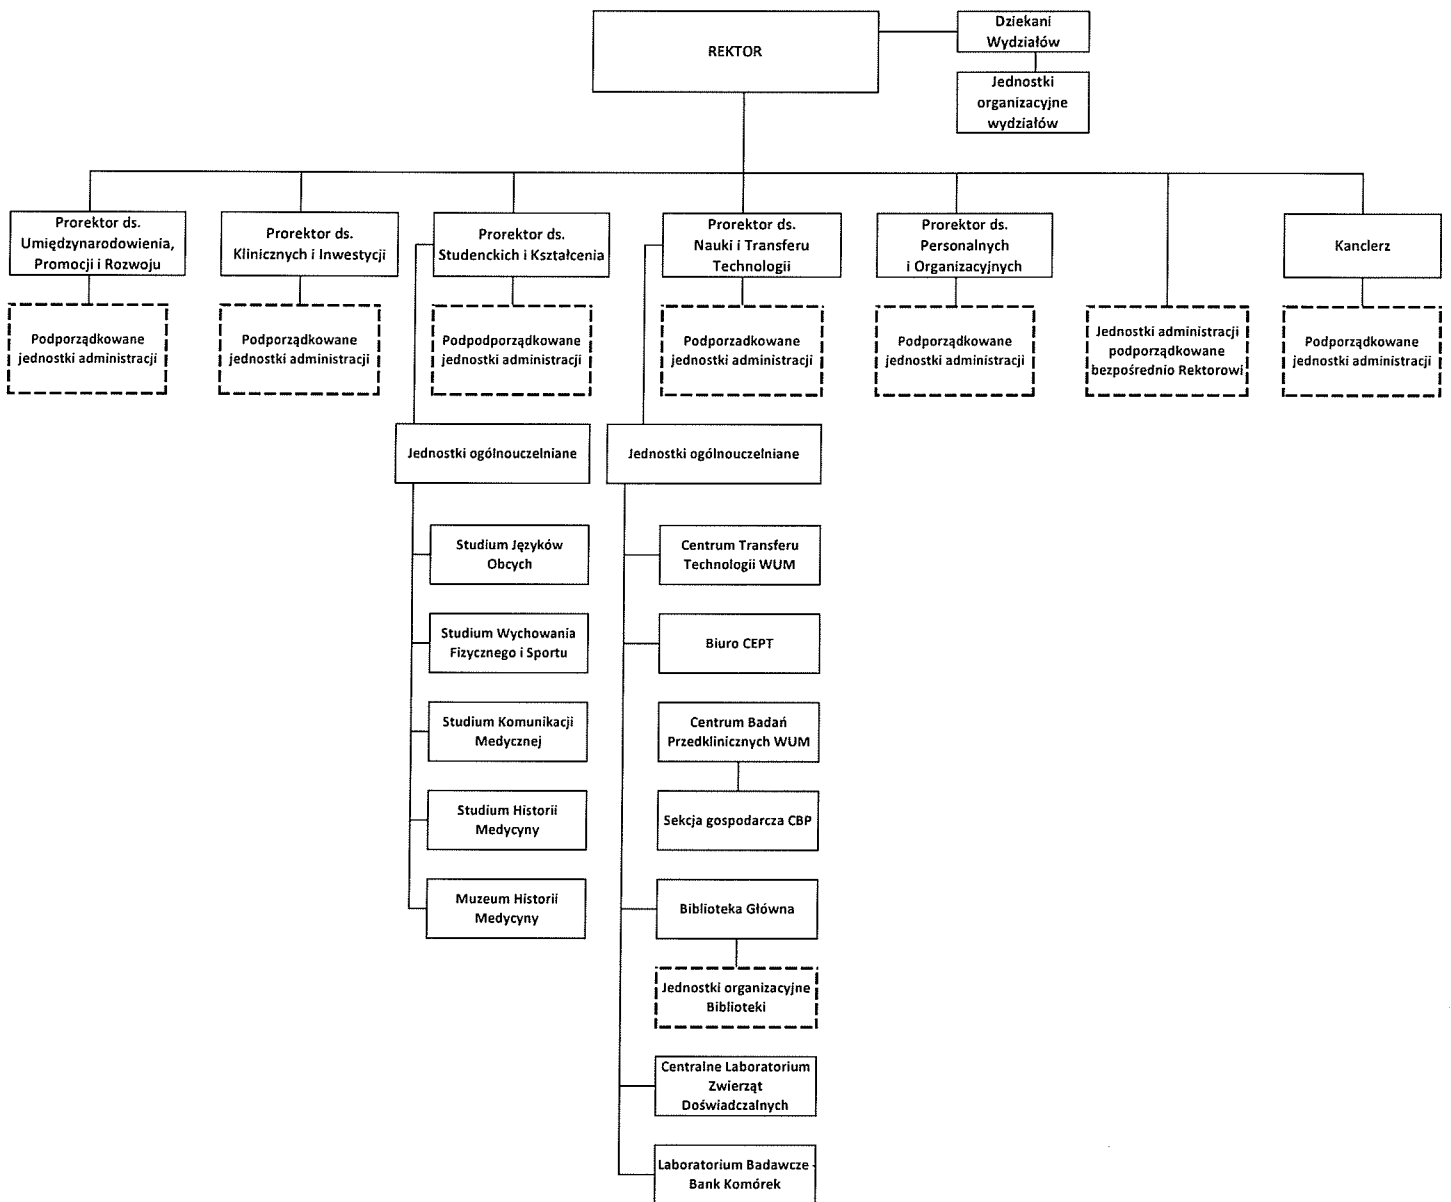 REKTOR
Dziekani
Wydziałów
Jednostki
organizacyjne
wydziałów
Prorektor ds.
Umiędzynarodowienia,
Promocji i Rozwoju
Prorektor ds.
Klinicznych i Inwestycji
Prorektor ds.
Studenckich i Kształcenia
Prorektor ds.
Nauki i Transferu
Technologii
Prorektor ds.
Personalnych
i Organizacyjnych
Kanclerz
Podporządkowane
jednostki administracji
Podporządkowane
jednostki administracji
Podpodporządkowane
jednostki administracji
Podporzadkowane
jednostki administracji
Podporządkowane
jednostki administracji
Jednostki administracji
podporządkowane
bezpośrednio Rektorowi
Podporządkowane
jednostki administracji
Jednostki ogólnouczelniane
Jednostki ogólnouczelniane
Studium Języków
Obcych
Studium Wychowania
Fizycznego i Sportu
Studium Komunikacji
Medycznej
Studium Historii
Medycyny
Muzeum Historii
Medycyny
Centrum Transferu
Technologii WUM
Biuro CEPT
Centrum Badań
Przedklinicznych WUM
Sekcja gospodarcza CBP
Biblioteka Główna
Jednostki organizacyjne
Biblioteki
Centralne Laboratorium
Zwierząt
Doświadczalnych
Laboratorium Badawcze -
Bank Komórek